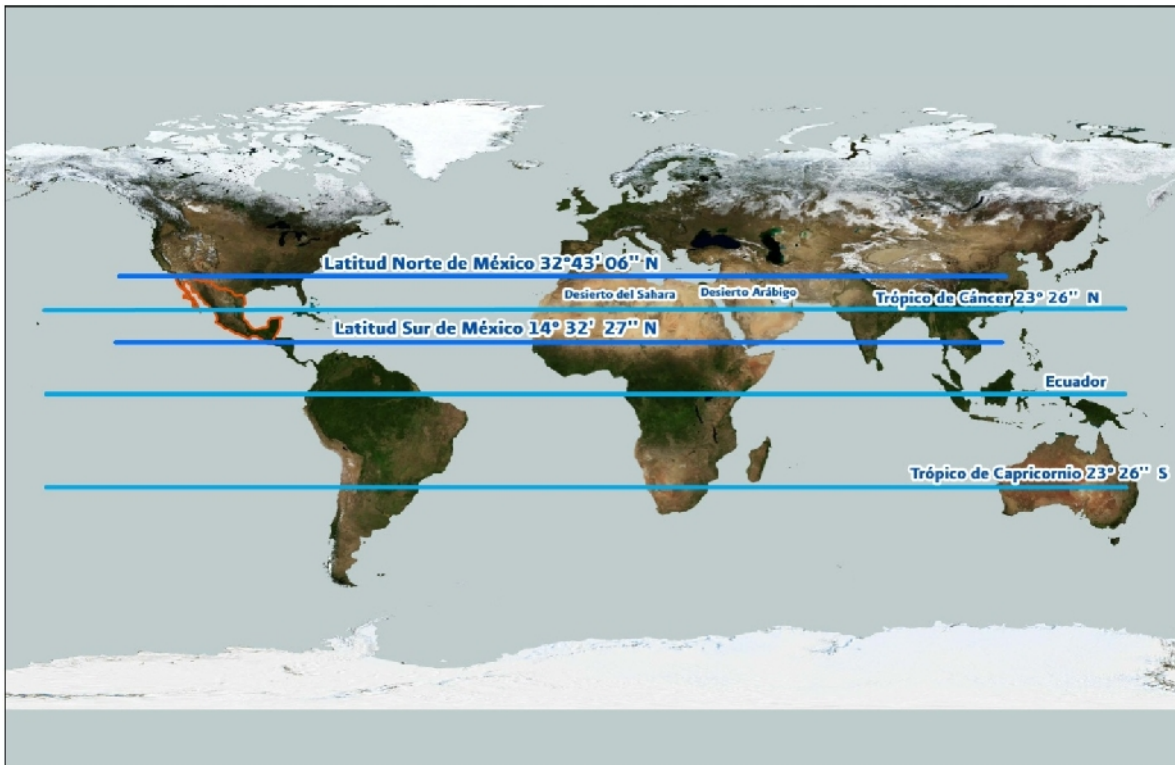 Latitud Norte de México 32°43' 06'' N
Desierto del Sahara
Desierto Arábigo
Trópico de Cáncer 23° 26'' N
Latitud Sur de México 14° 32' 27'' N
Ecuador
Trópico de Capricornio 23° 26'' S